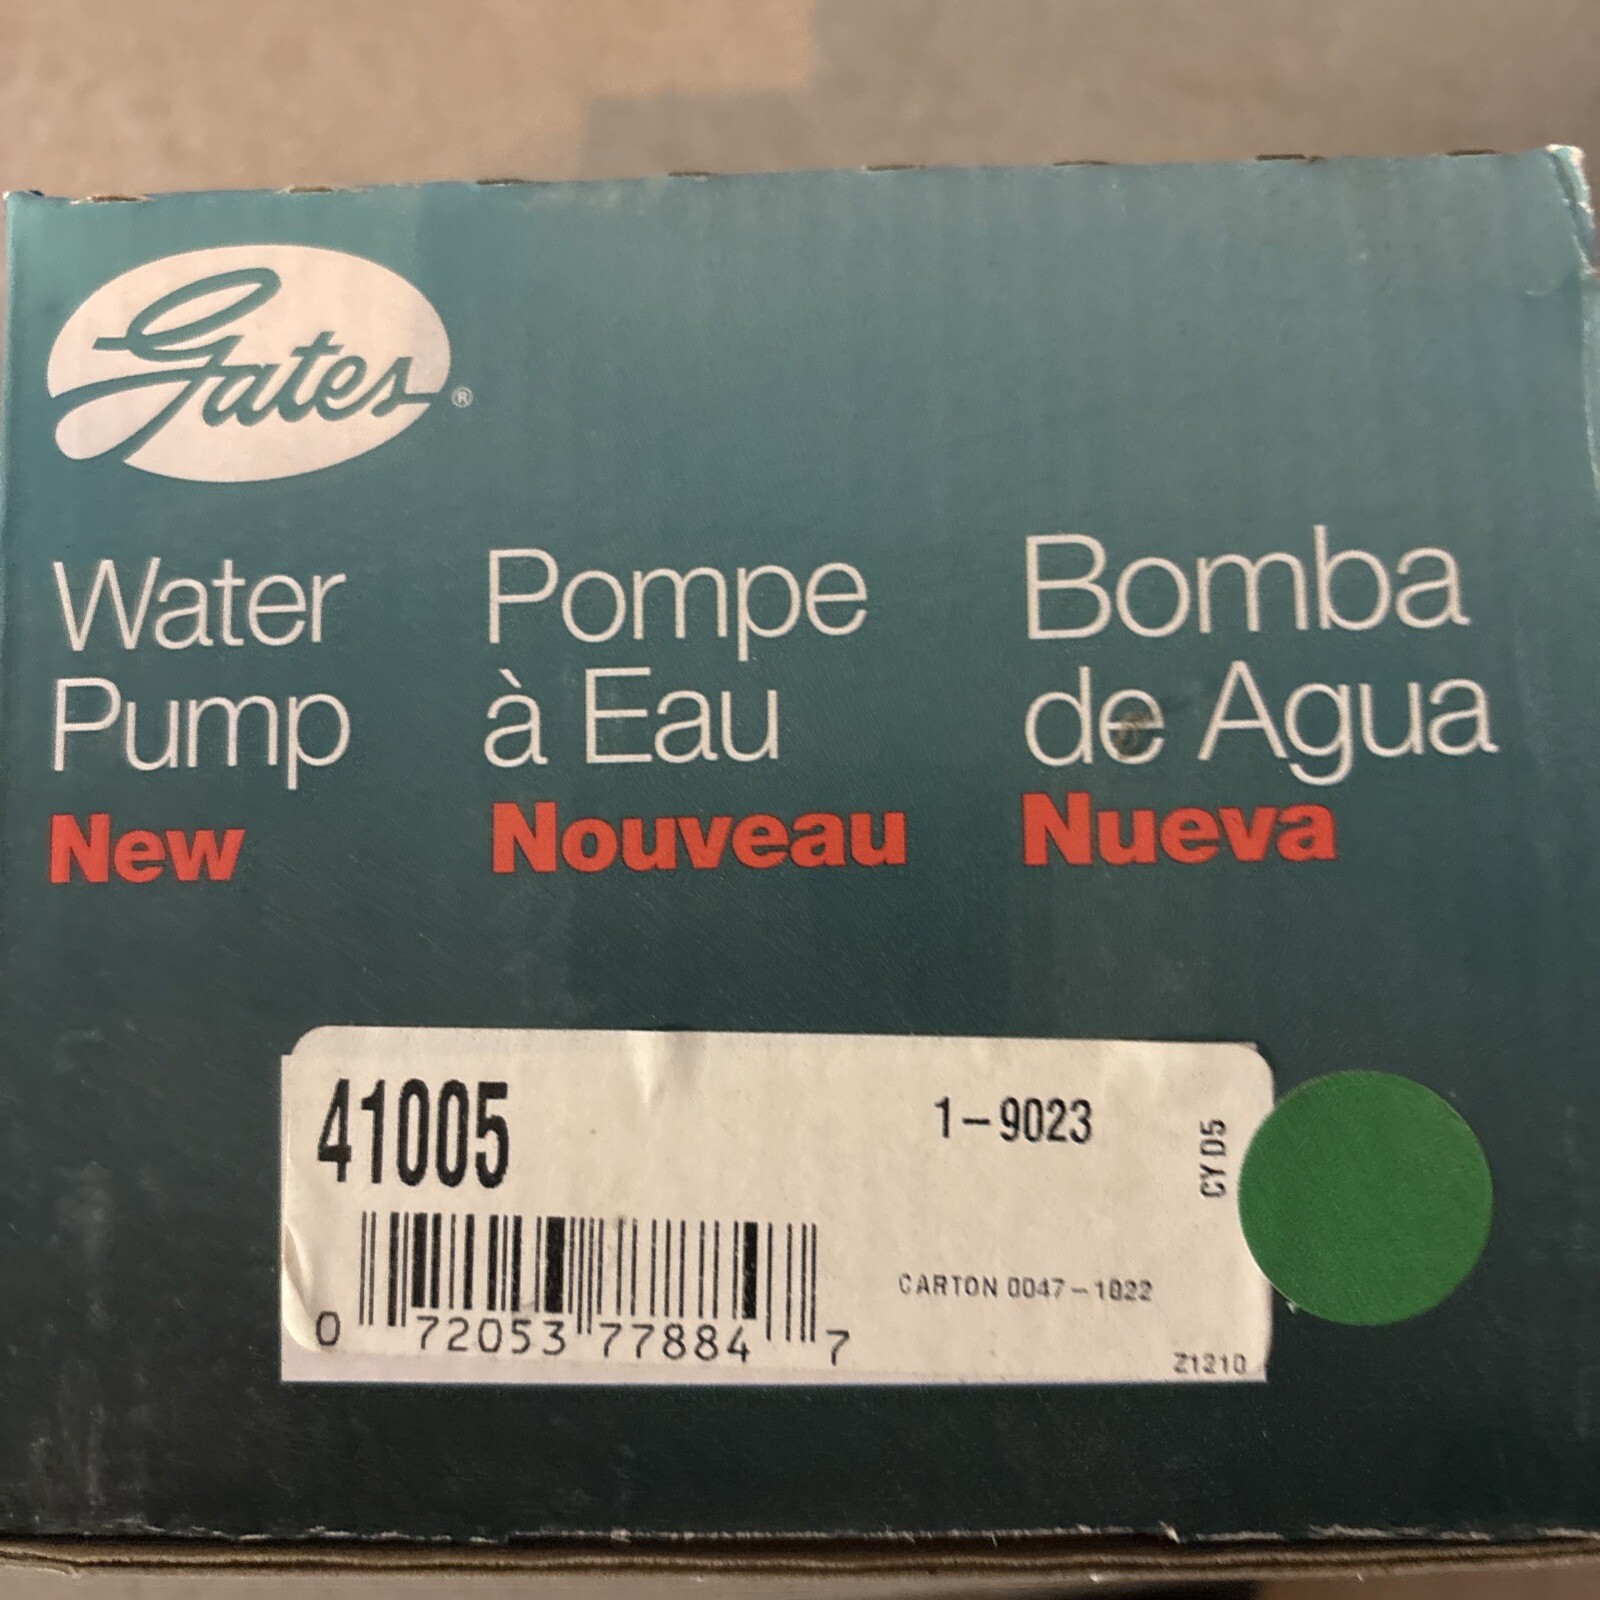 Gates®
Water
Pump
New
Pompe
à Eau
Nouveau
Bomba
de Agua
Nueva
41005
1-9023
CY D5
CARTON 0047-1022
0 72053 77884 7
Z1210